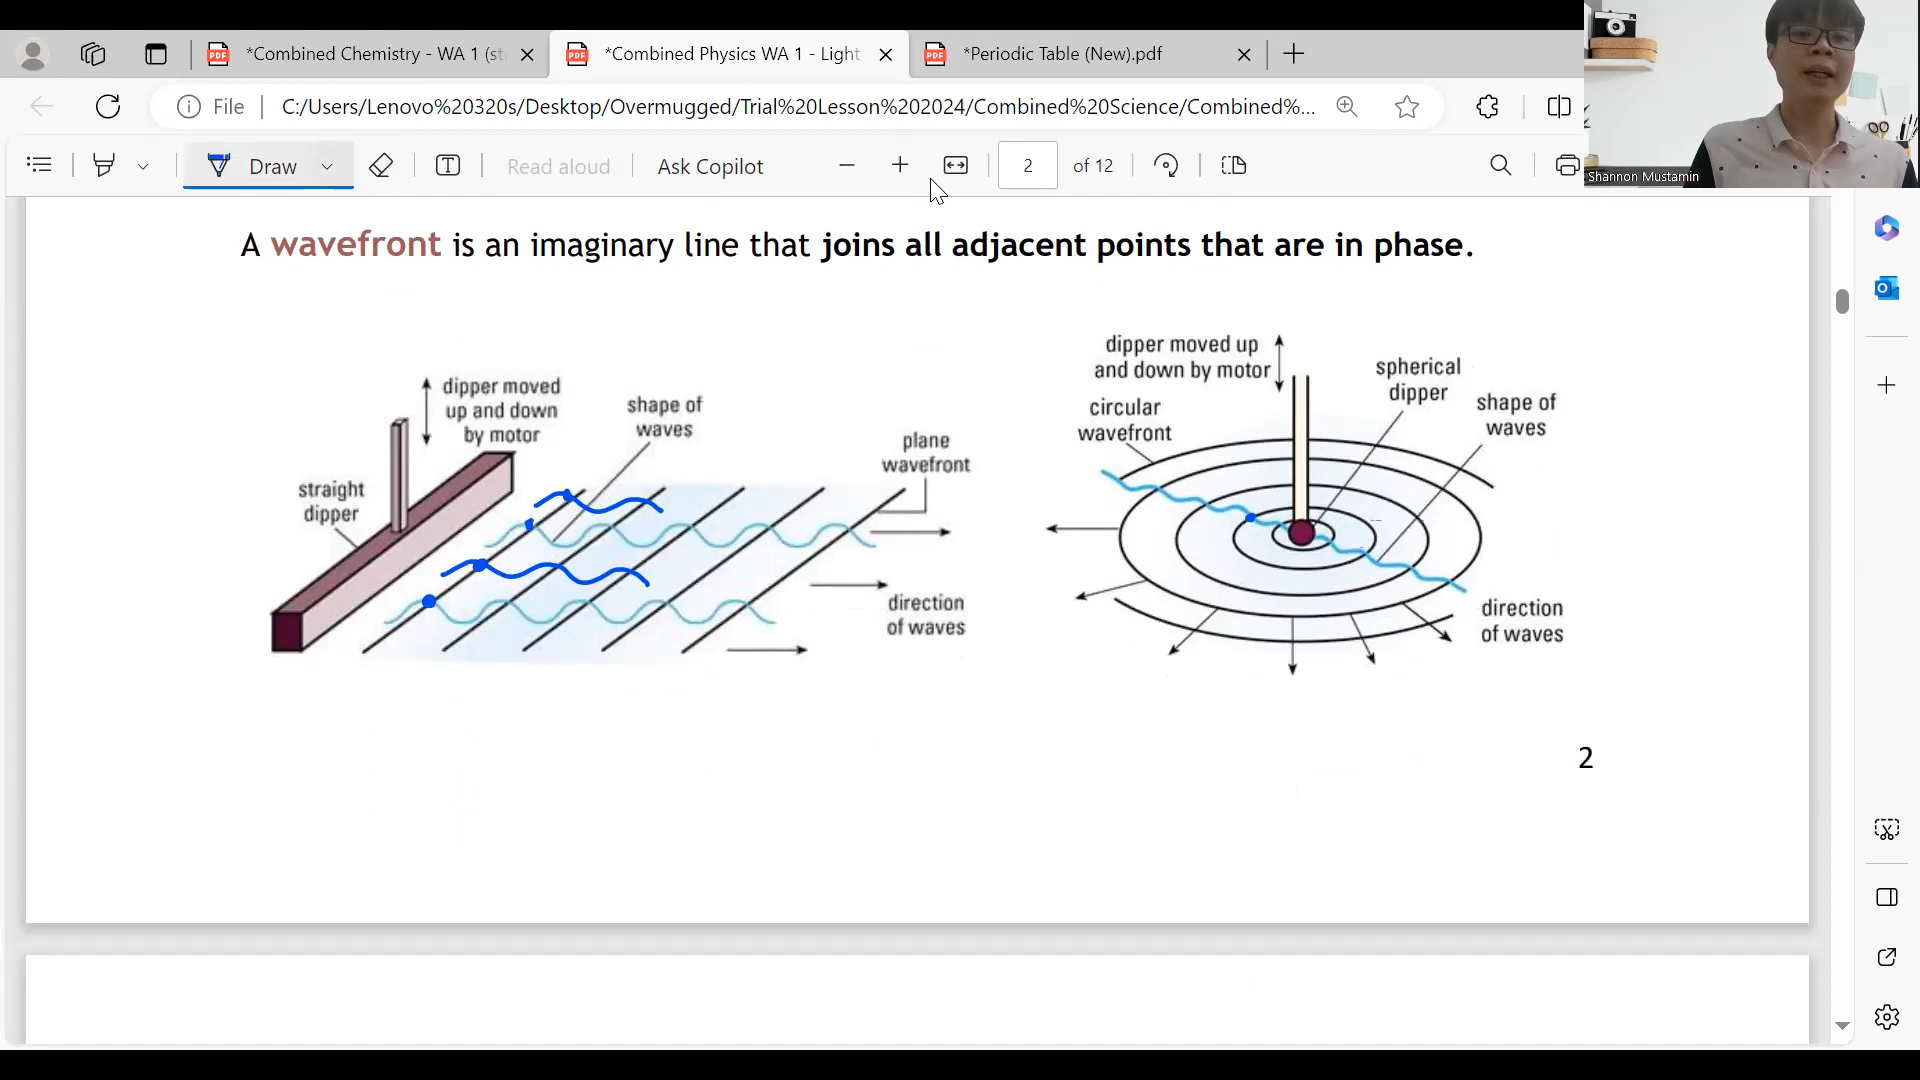 *Combined Chemistry - WA 1 (st
*Combined Physics WA 1 - Light
*Periodic Table (New).pdf
File
C:/Users/Lenovo%20320s/Desktop/Overmugged/Trial%20Lesson%202024/Combined%20Science/Combined%...
Draw
Read aloud
Ask Copilot
2
of 12
Shannon Mustamin
A wavefront is an imaginary line that joins all adjacent points that are in phase.
dipper moved
up and down
by motor
shape of
waves
plane
wavefront
straight
dipper
direction
of waves
dipper moved up
and down by motor
spherical
dipper
circular
wavefront
shape of
waves
direction
of waves
2